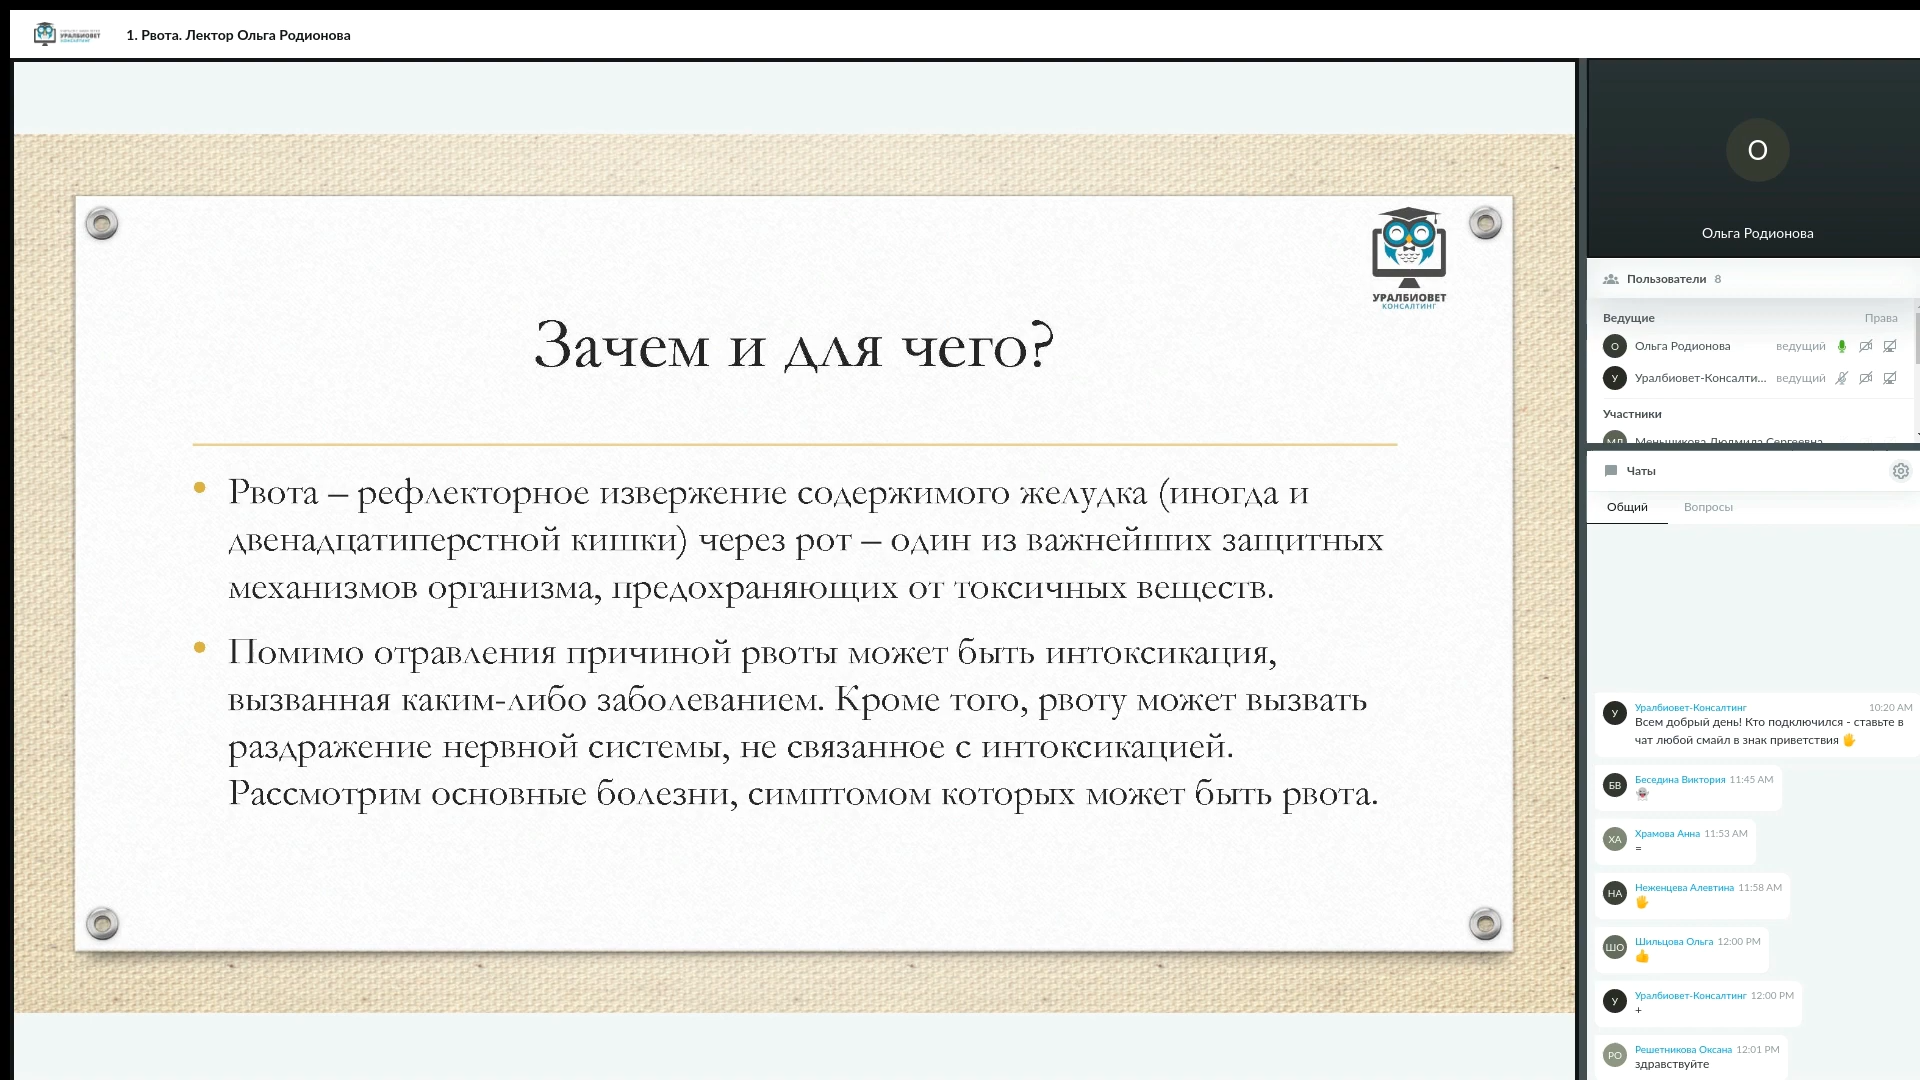 УРАЛБИОВЕТ
КОНСАЛТИНГ
1. Рвота. Лектор Ольга Родионова
УРАЛБИОВЕТ
КОНСАЛТИНГ
Зачем и для чего?
Рвота – рефлекторное извержение содержимого желудка (иногда и
двенадцатиперстной кишки) через рот – один из важнейших защитных
механизмов организма, предохраняющих от токсичных веществ.
Помимо отравления причиной рвоты может быть интоксикация,
вызванная каким-либо заболеванием. Кроме того, рвоту может вызвать
раздражение нервной системы, не связанное с интоксикацией.
Рассмотрим основные болезни, симптомом которых может быть рвота.
О
Ольга Родионова
Пользователи 8
Ведущие Права
О Ольга Родионова ведущий
У Уралбиовет-Консалти... ведущий
Участники
МЛ Меньшикова Людмила Сергеевна
Чаты
Общий Вопросы
У Уралбиовет-Консалтинг 10:20 AM
Всем добрый день! Кто подключился - ставьте в
чат любой смайл в знак приветствия 🖐
БВ Беседина Виктория 11:45 AM
👻
ХА Храмова Анна 11:53 AM
=
НА Неженцева Алевтина 11:58 AM
🖐
ШО Шильцова Ольга 12:00 PM
👍
У Уралбиовет-Консалтинг 12:00 PM
+
РО Решетникова Оксана 12:01 PM
здравствуйте